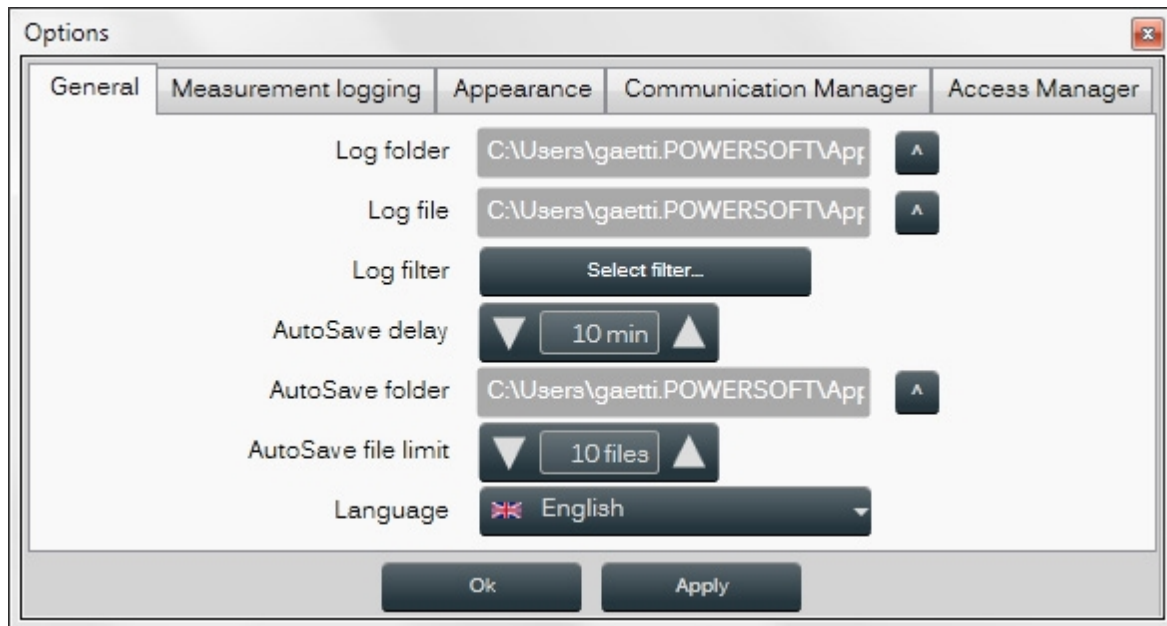 Options
General Measurement logging Appearance Communication Manager Access Manager
Log folder C:\Users\gaetti.POWERSOFT\App
Log file C:\Users\gaetti.POWERSOFT\App
Log filter Select filter...
AutoSave delay 10 min
AutoSave folder C:\Users\gaetti.POWERSOFT\App
AutoSave file limit 10 files
Language English
Ok Apply